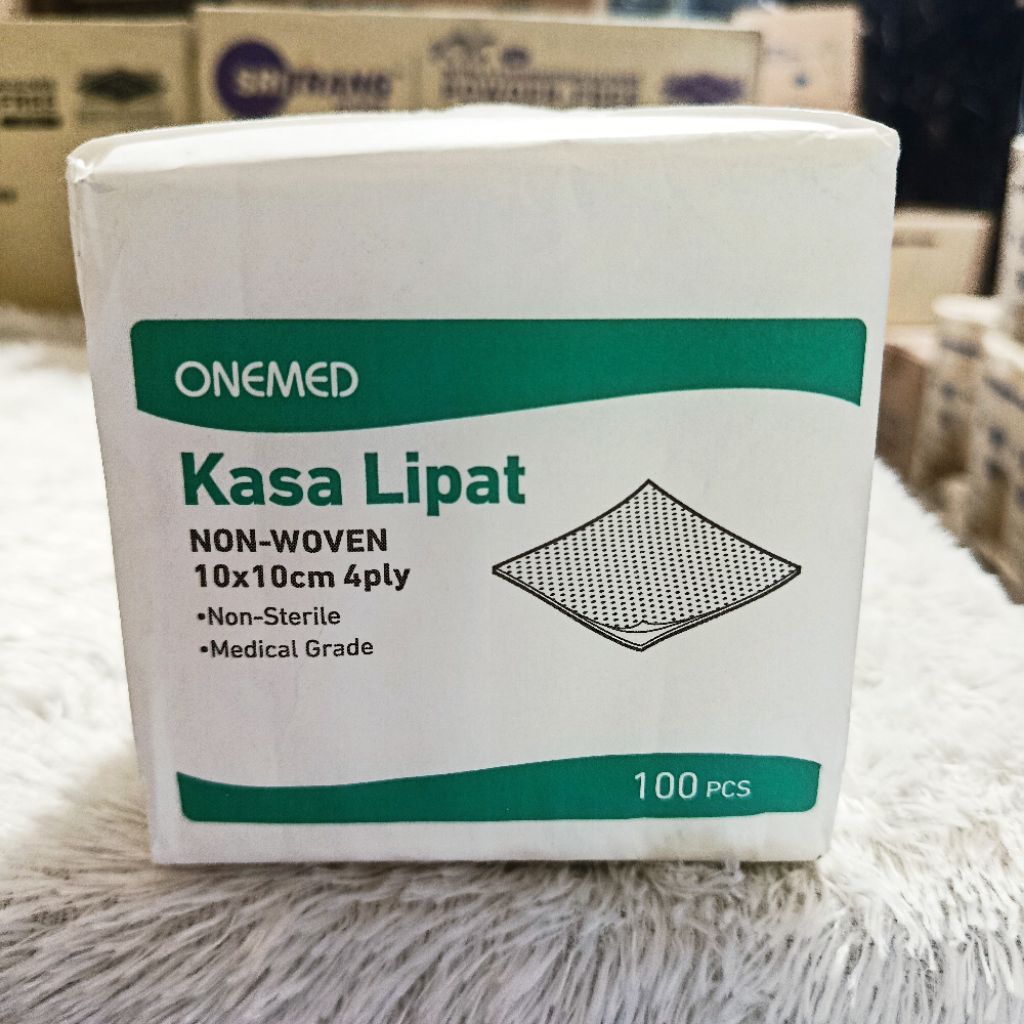 ONEMED
Kasa Lipat
NON-WOVEN
10x10cm 4ply
•Non-Sterile
•Medical Grade
100 PCS